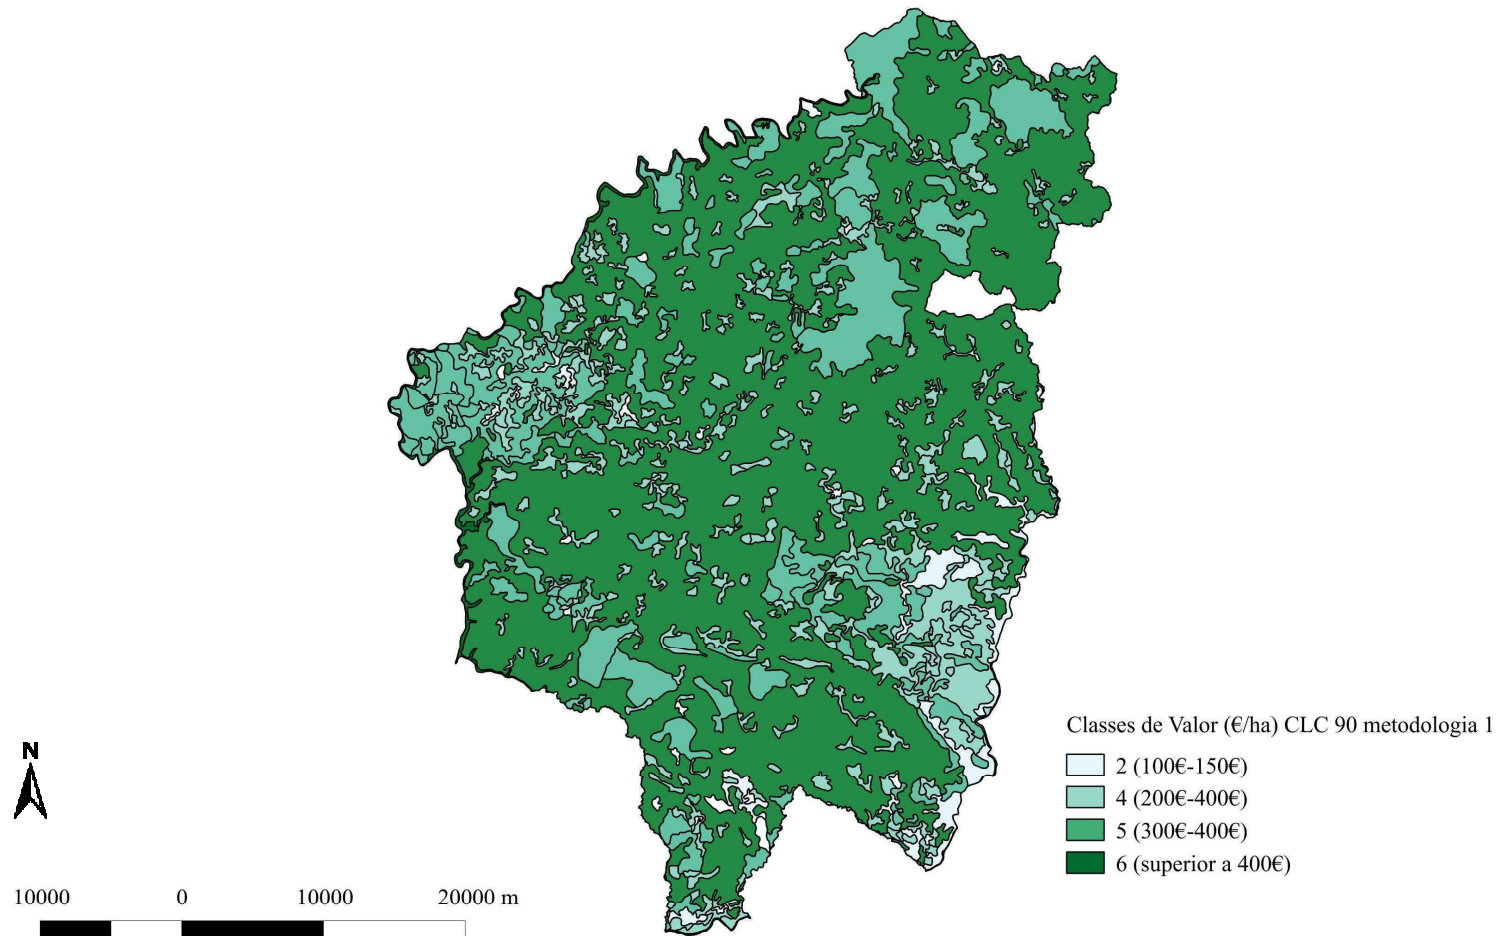 N
10000 0 10000 20000 m
Classes de Valor (€/ha) CLC 90 metodologia 1
2 (100€-150€)
4 (200€-400€)
5 (300€-400€)
6 (superior a 400€)